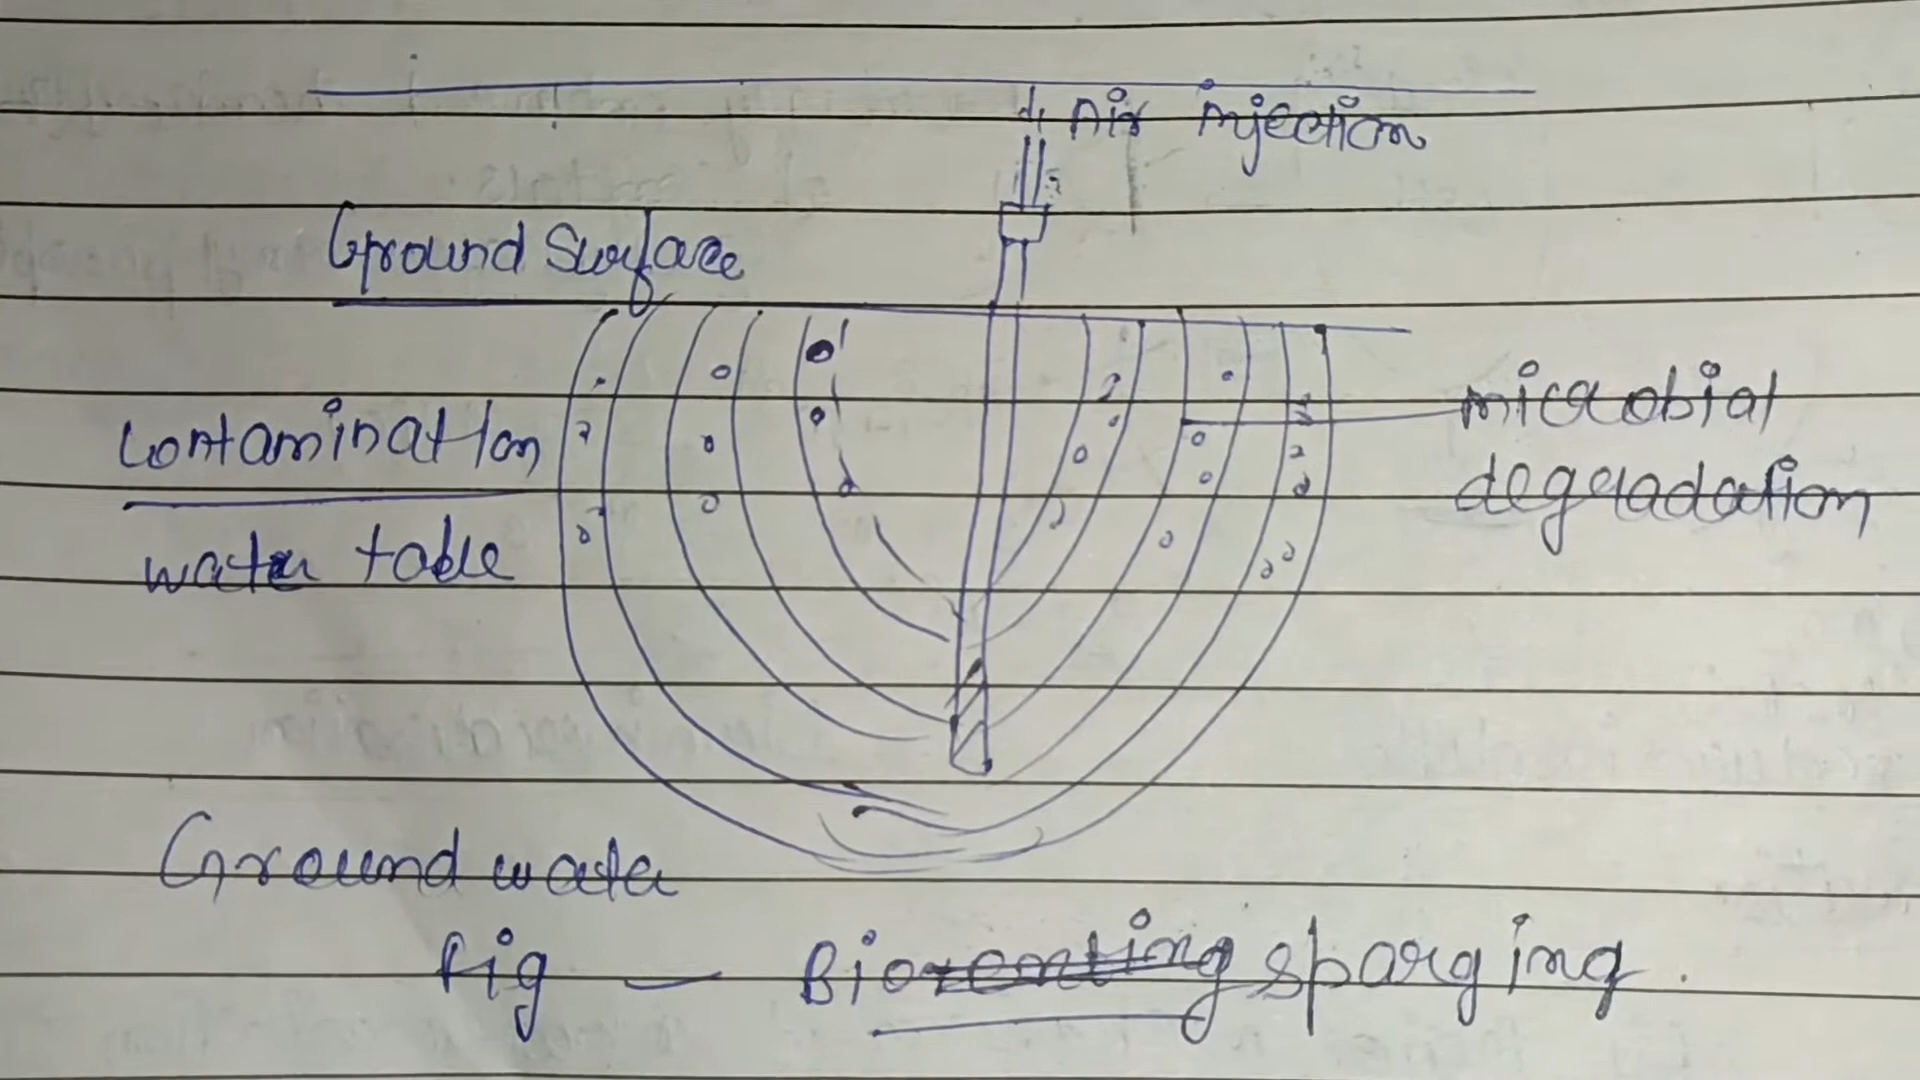 Air injection
Ground Surface
Contamination
water table
microbial
degradation
Ground water
fig — Biosparging.